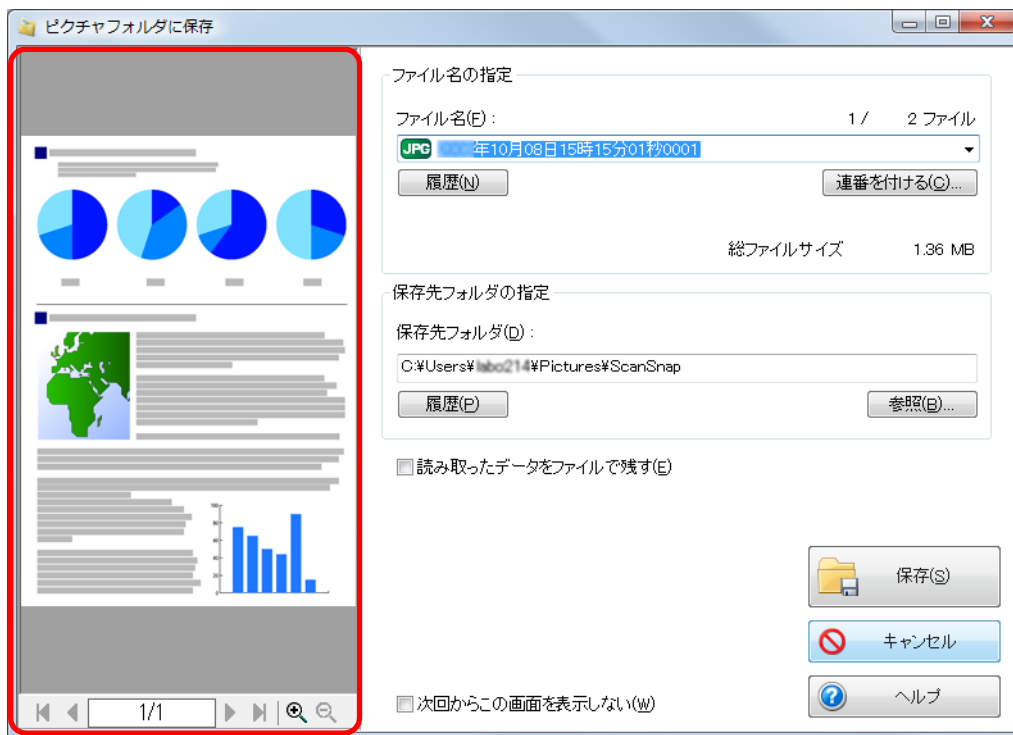 ピクチャフォルダに保存
ファイル名の指定
ファイル名(F):
1/ 2 ファイル
JPG 年10月08日15時15分01秒0001
履歴(N)
連番を付ける(C)...
総ファイルサイズ 1.36 MB
保存先フォルダの指定
保存先フォルダ(D):
C:¥Users¥ ¥Pictures¥ScanSnap
履歴(P)
参照(B)...
読み取ったデータをファイルで残す(E)
保存(S)
キャンセル
次回からこの画面を表示しない(W)
ヘルプ
1/1